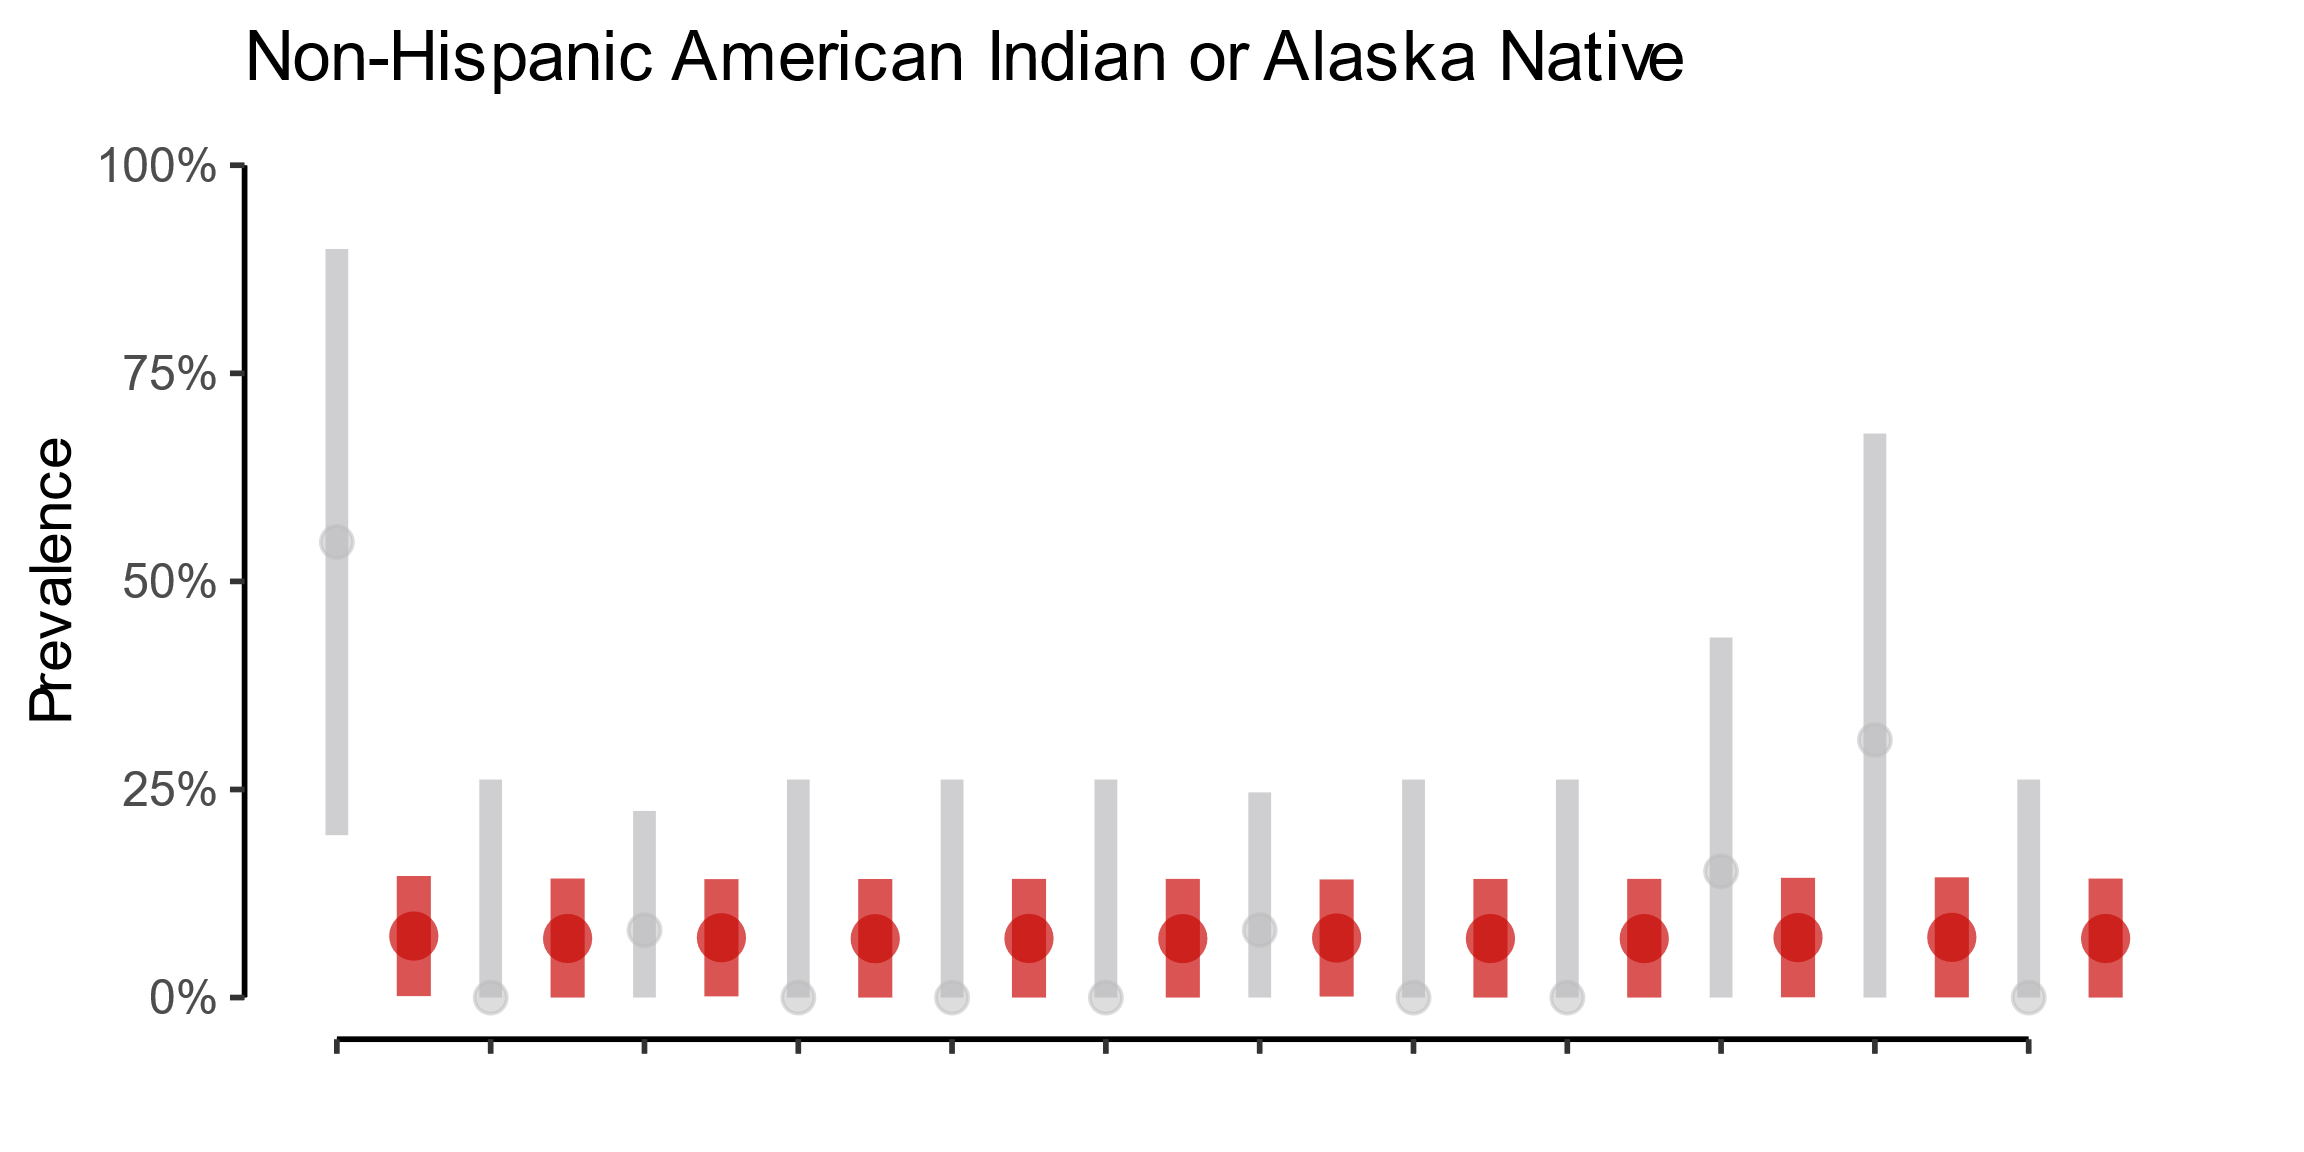 Non-Hispanic American Indian or Alaska Native
100%
75%
50%
25%
0%
Prevalence